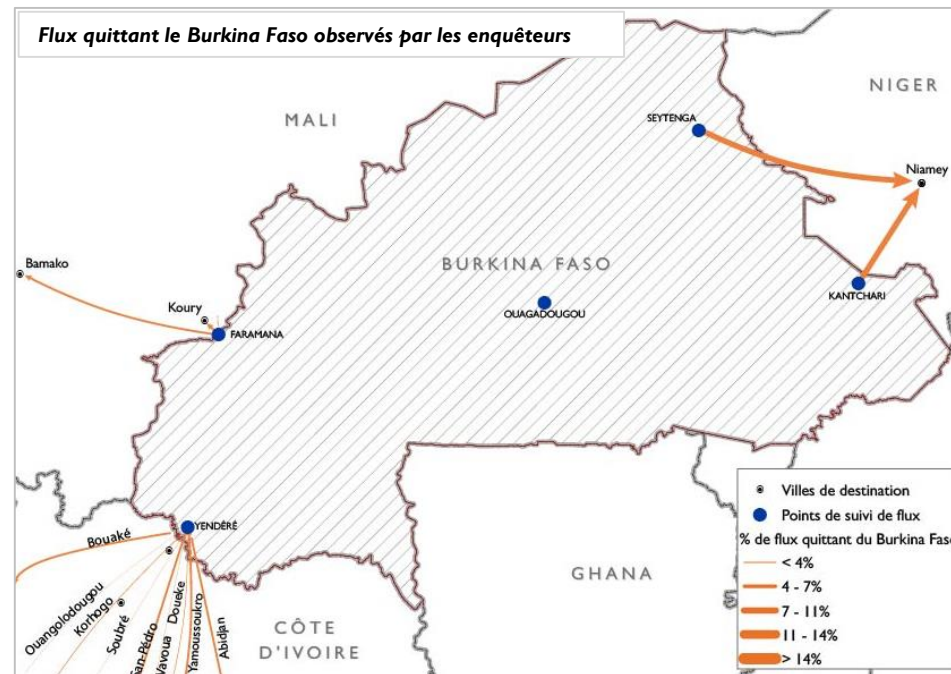 Flux quittant le Burkina Faso observés par les enquêteurs
NIGER
MALI
SEYTENGA
Niamey
Bamako
BURKINA FASO
KANTCHARI
Koury
OUAGADOUGOU
FARAMANA
Villes de destination
YENDÉRÉ
Points de suivi de flux
Bouaké
% de flux quittant du Burkina Faso
< 4%
GHANA
4 - 7%
Ouangolodougou
Korhogo
Soubré
San-Pédro
Vavoua
Doueke
Yamoussoukro
Abidjan
7 - 11%
CÔTE
D'IVOIRE
11 - 14%
> 14%